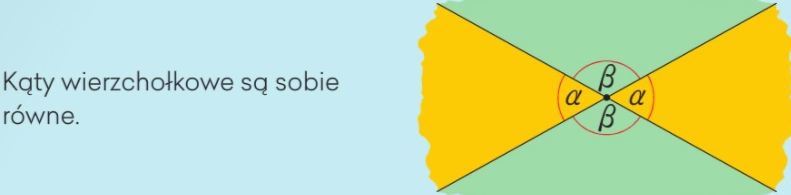 Kąty wierzchołkowe są sobie
równe.
β
α α
β